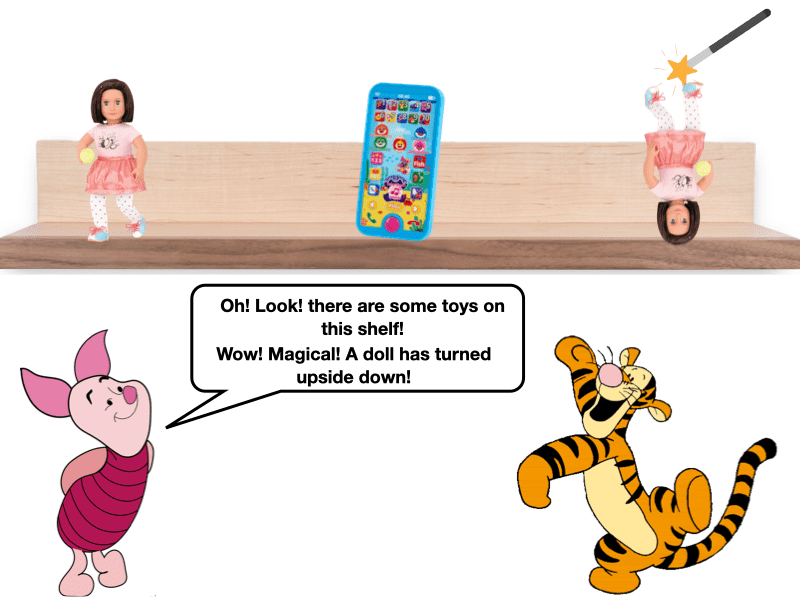 Oh! Look! there are some toys on
this shelf!
Wow! Magical! A doll has turned
upside down!